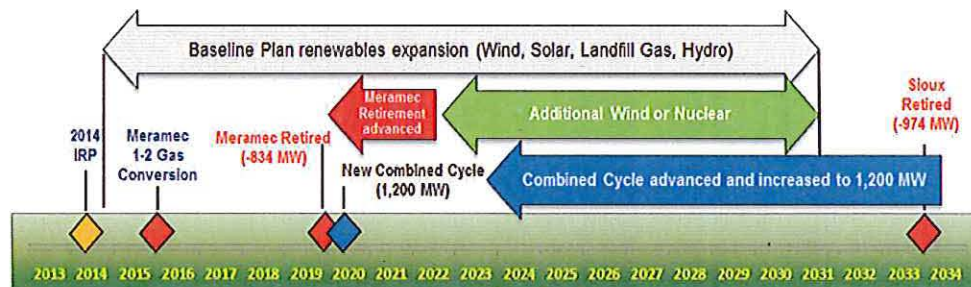 Baseline Plan renewables expansion (Wind, Solar, Landfill Gas, Hydro)
Meramec
Retirement
advanced
Additional Wind or Nuclear
Sioux
Retired
(-974 MW)
2014
IRP
Meramec
1-2 Gas
Conversion
Meramec Retired
(-834 MW)
New Combined Cycle
(1,200 MW)
Combined Cycle advanced and increased to 1,200 MW
2013 2014 2015 2016 2017 2018 2019 2020 2021 2022 2023 2024 2025 2026 2027 2028 2029 2030 2031 2032 2033 2034